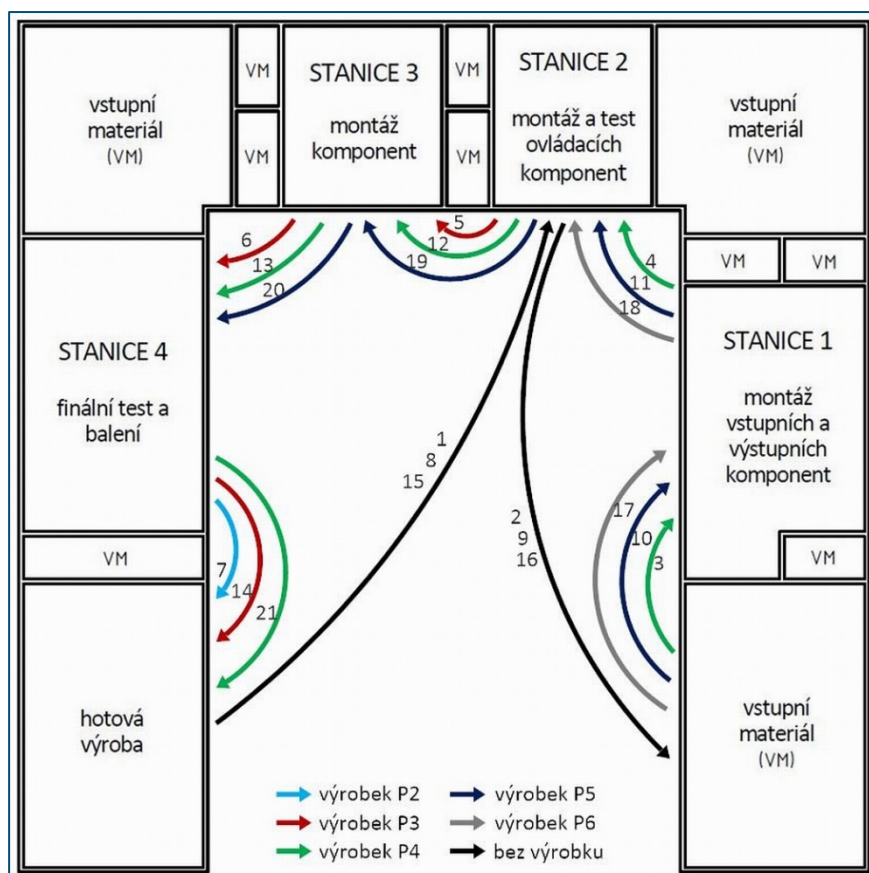 vstupní
materiál
(VM)
VM
VM
STANICE 3
montáž
komponent
VM
VM
STANICE 2
montáž a test
ovládacích
komponent
vstupní
materiál
(VM)
6
13
20
5
12
19
4
11
18
VM
VM
STANICE 4
finální test a
balení
STANICE 1
montáž
vstupních a
výstupních
komponent
1
8
15
2
9
16
17
10
3
7
14
21
VM
VM
hotová
výroba
vstupní
materiál
(VM)
výrobek P2
výrobek P3
výrobek P4
výrobek P5
výrobek P6
bez výrobku